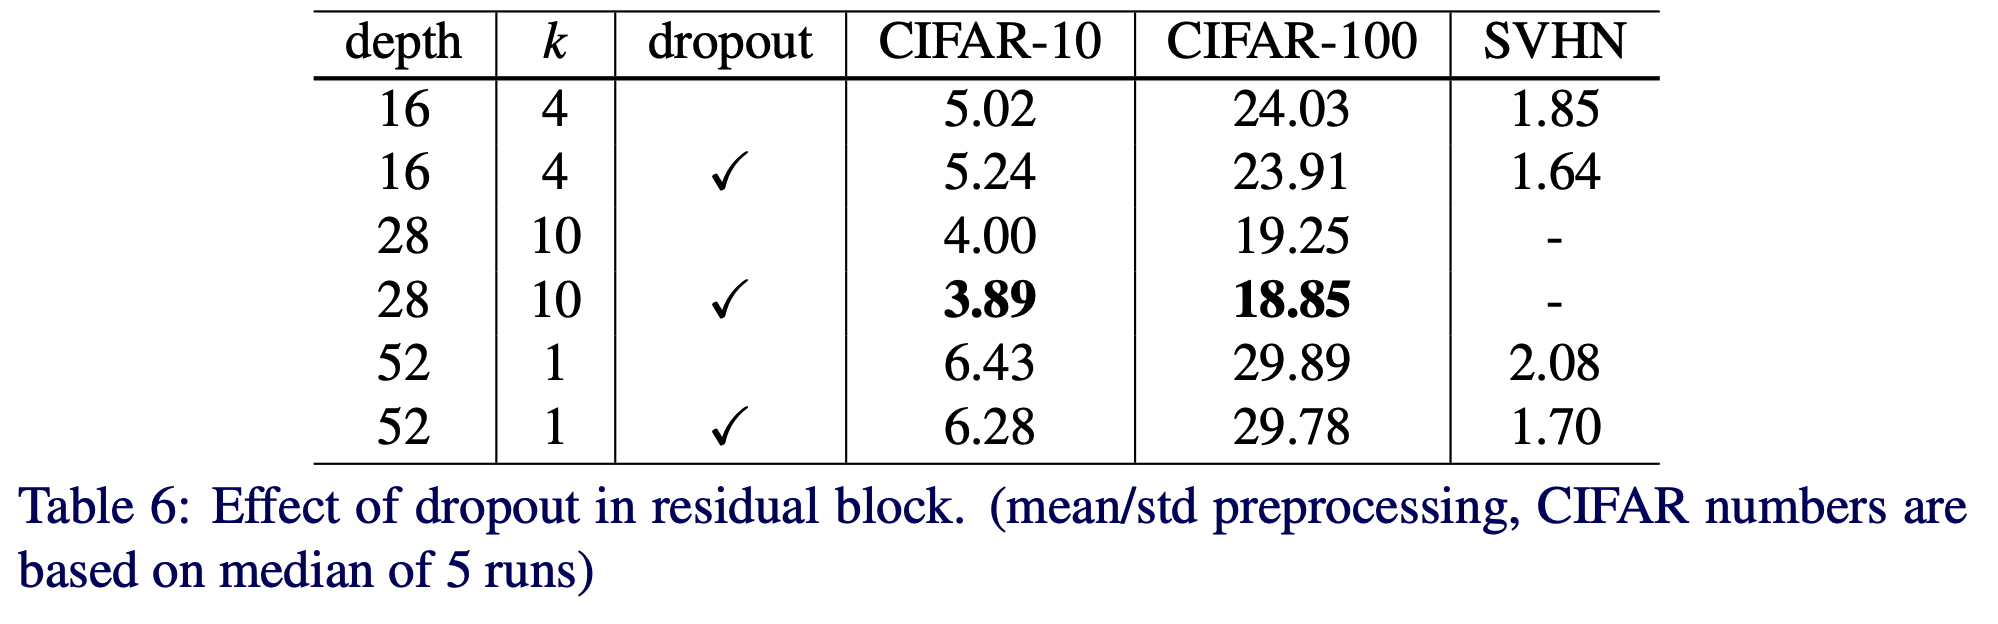 depth k dropout CIFAR-10 CIFAR-100 SVHN
16 4 5.02 24.03 1.85
16 4 ✓ 5.24 23.91 1.64
28 10 4.00 19.25 -
28 10 ✓ 3.89 18.85 -
52 1 6.43 29.89 2.08
52 1 ✓ 6.28 29.78 1.70
Table 6: Effect of dropout in residual block. (mean/std preprocessing, CIFAR numbers are
based on median of 5 runs)